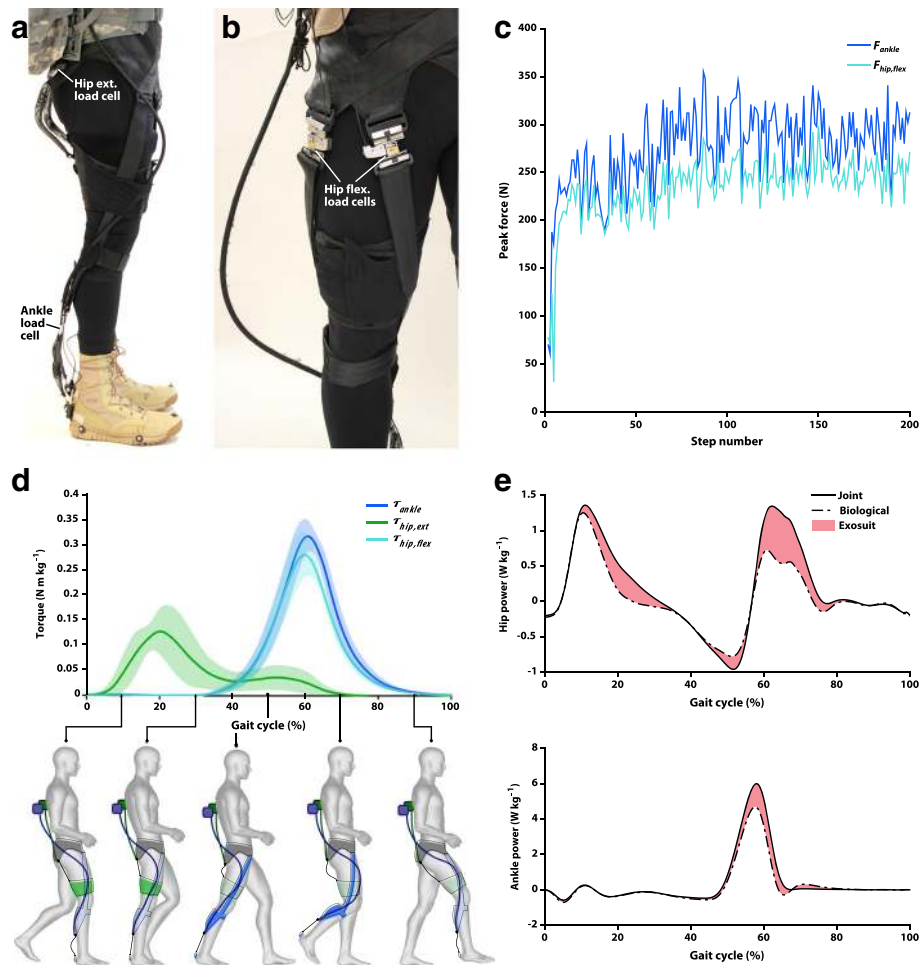 a
Hip ext.
load cell
Ankle
load
cell
b
Hip flex.
load cells
c
400
350
300
250
200
150
100
50
0
Peak force (N)
0
50
100
150
200
Step number
F ankle
F hip,flex
d
0.4
0.35
0.3
0.25
0.2
0.15
0.1
0.05
0
Torque (N m kg⁻¹)
τ ankle
τ hip,ext
τ hip,flex
0
20
40
60
80
100
Gait cycle (%)
e
1.5
1
0.5
0
-0.5
-1
Hip power (W kg⁻¹)
Joint
Biological
Exosuit
0
20
40
60
80
100
Gait cycle (%)
8
6
4
2
0
-2
Ankle power (W kg⁻¹)
0
20
40
60
80
100
Gait cycle (%)